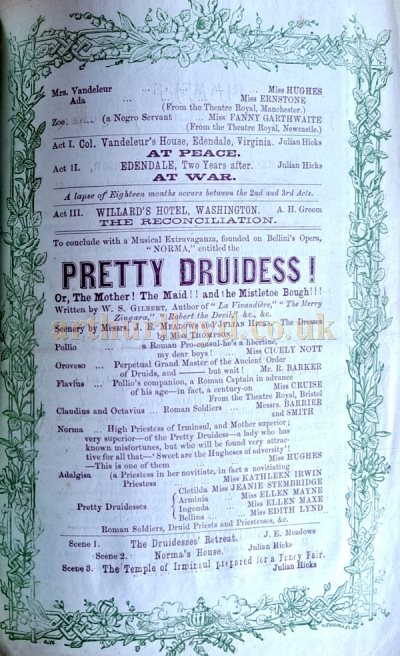 Mrs. Vandeleur ... ... ... ... Miss HUGHES
Ada ... ... ... ... Miss ERNSTONE
(From the Theatre Royal, Manchester.)
Zoe (a Negro Servant ... Miss FANNY GARTHWAITE
(From the Theatre Royal, Newcastle.)
Act I. Col. Vandeleur's House, Edendale, Virginia. Julian Hicks
AT PEACE.
Act II. EDENDALE, Two Years after. Julian Hicks
AT WAR.
A lapse of Eighteen months occurs between the 2nd and 3rd Acts.
Act III. WILLARD'S HOTEL, WASHINGTON. A. H. Groom
THE RECONCILIATION.
To conclude with a Musical Extravaganza, founded on Bellini's Opera,
"NORMA," entitled the
PRETTY DRUIDESS!
Or, The Mother! The Maid!! and the Mistletoe Bough!!!
Written by W. S. GILBERT, Author of "La Vivandière," "The Merry
Zingara," "Robert the Devil," &c., &c.
Scenery by Messrs. J. E. MEADOWS and JULIAN HICKS. The Dresses
by Miss THOMPSON.
Pollio ... a Roman Pro-consul-he's a libertine,
my dear boys! Miss CICELY NOTT
Oroveso ... Perpetual Grand Master of the Ancient Order
of Druids, and —— but wait! Mr. R. BARKER
Flavius ... Pollio's companion, a Roman Captain in advance
of his age—in fact, a century-on Miss CRUISE
From the Theatre Royal, Bristol
Claudius and Octavius .. Roman Soldiers ... Messrs. BARRIER
and SMITH
Norma ... High Priestess of Irminsul, and Mother superior;
very superior—of the Pretty Druidess—a lady who has
known misfortunes, but who will be found very attrac-
tive for all that—'Sweet are the Hugheses of adversity'!
—This is one of them ... ... Miss HUGHES
Adalgisa (a Priestess in her novitiate, in fact a novitiating
Priestess ... Miss KATHLEEN IRWIN
Clotilda Miss JEANIE STEMBRIDGE
Arminia ... Miss ELLEN MAYNE
Pretty Druidesses Ingonda ... Miss ELLEN MAXE
Bellina ... Miss EDITH LYND
Roman Soldiers, Druid Priests and Priestesses, &c.
Scene 1. The Druidesses' Retreat. J. E. Meadows
Scene 2. Norma's House. Julian Hicks
Scene 3. The Temple of Irminsul prepared for a Fancy Fair.
Julian Hicks